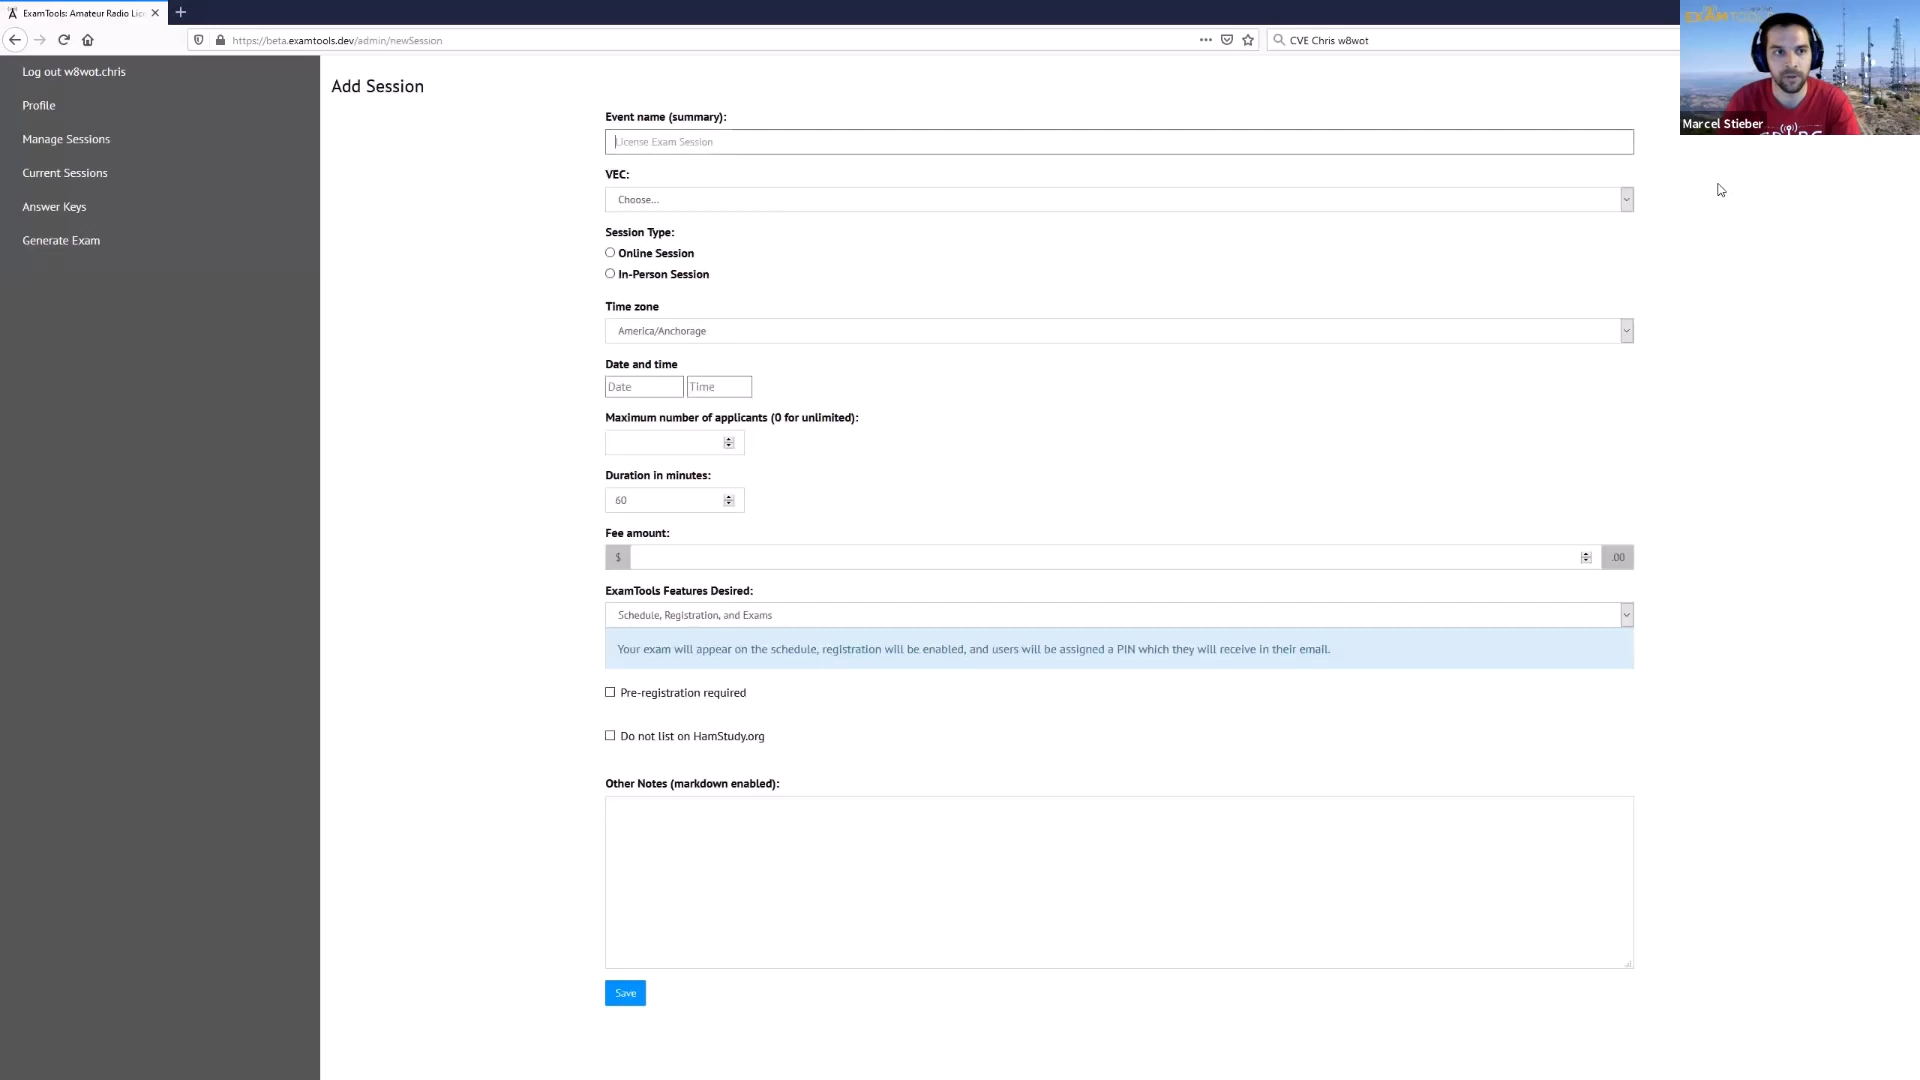 ExamTools: Amateur Radio Lic
https://beta.examtools.dev/admin/newSession
CVE Chris w8wot
Log out w8wot.chris
Profile
Manage Sessions
Current Sessions
Answer Keys
Generate Exam
Add Session
Event name (summary):
License Exam Session
VEC:
Choose...
Session Type:
Online Session
In-Person Session
Time zone
America/Anchorage
Date and time
Date Time
Maximum number of applicants (0 for unlimited):
Duration in minutes:
60
Fee amount:
$ .00
ExamTools Features Desired:
Schedule, Registration, and Exams
Your exam will appear on the schedule, registration will be enabled, and users will be assigned a PIN which they will receive in their email.
Pre-registration required
Do not list on HamStudy.org
Other Notes (markdown enabled):
Save
Marcel Stieber